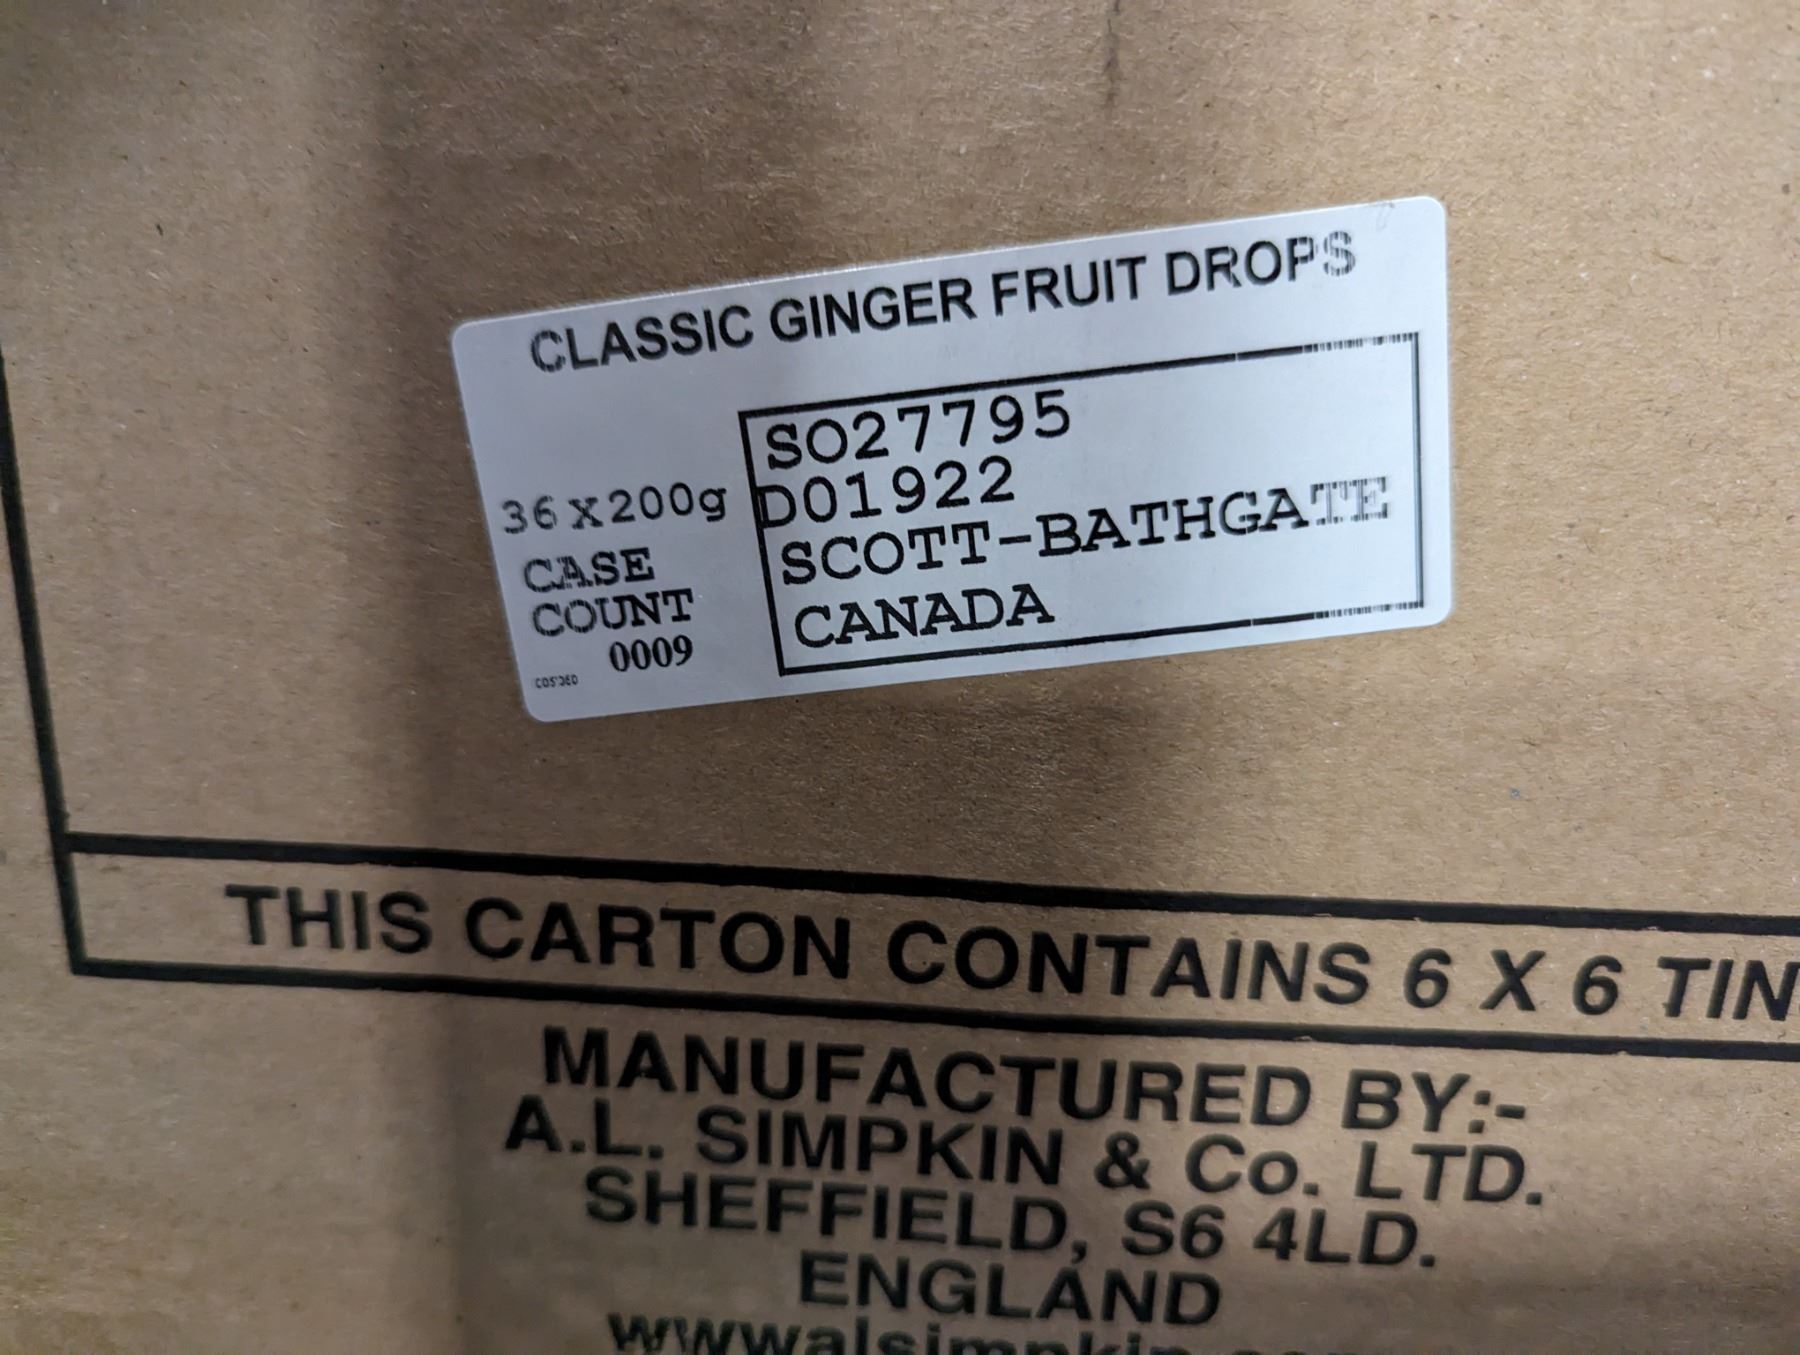 CLASSIC GINGER FRUIT DROPS
SO27795
36 x 200g D01922
SCOTT-BATHGATE
CASE
COUNT
CANADA
0009
THIS CARTON CONTAINS 6 X 6 TIN
MANUFACTURED BY:-
A.L. SIMPKIN & Co. LTD.
SHEFFIELD, S6 4LD.
ENGLAND